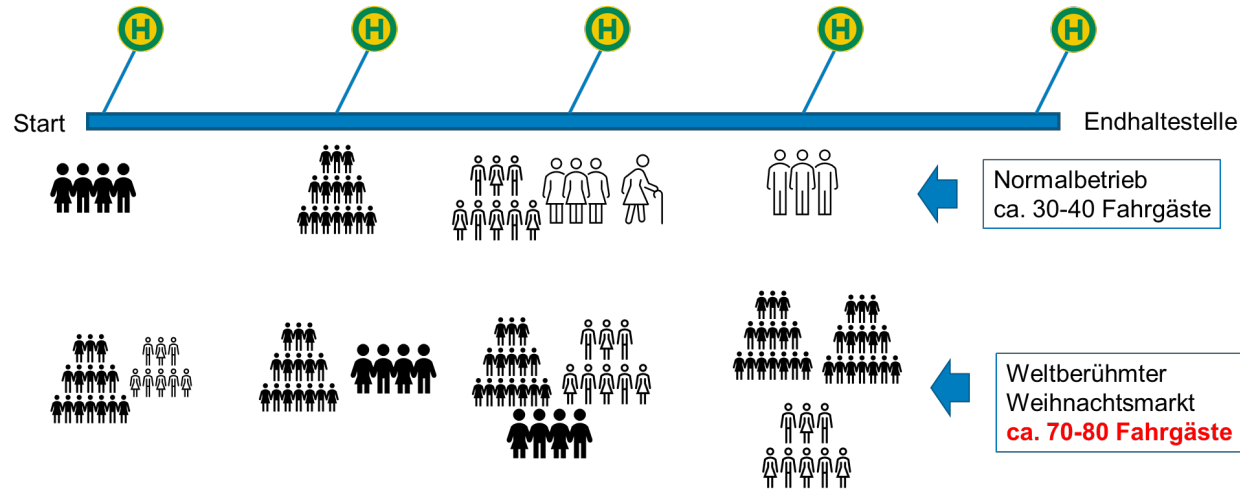 H H H H H
Start
Endhaltestelle
Normalbetrieb
ca. 30-40 Fahrgäste
Weltberühmter
Weihnachtsmarkt
ca. 70-80 Fahrgäste